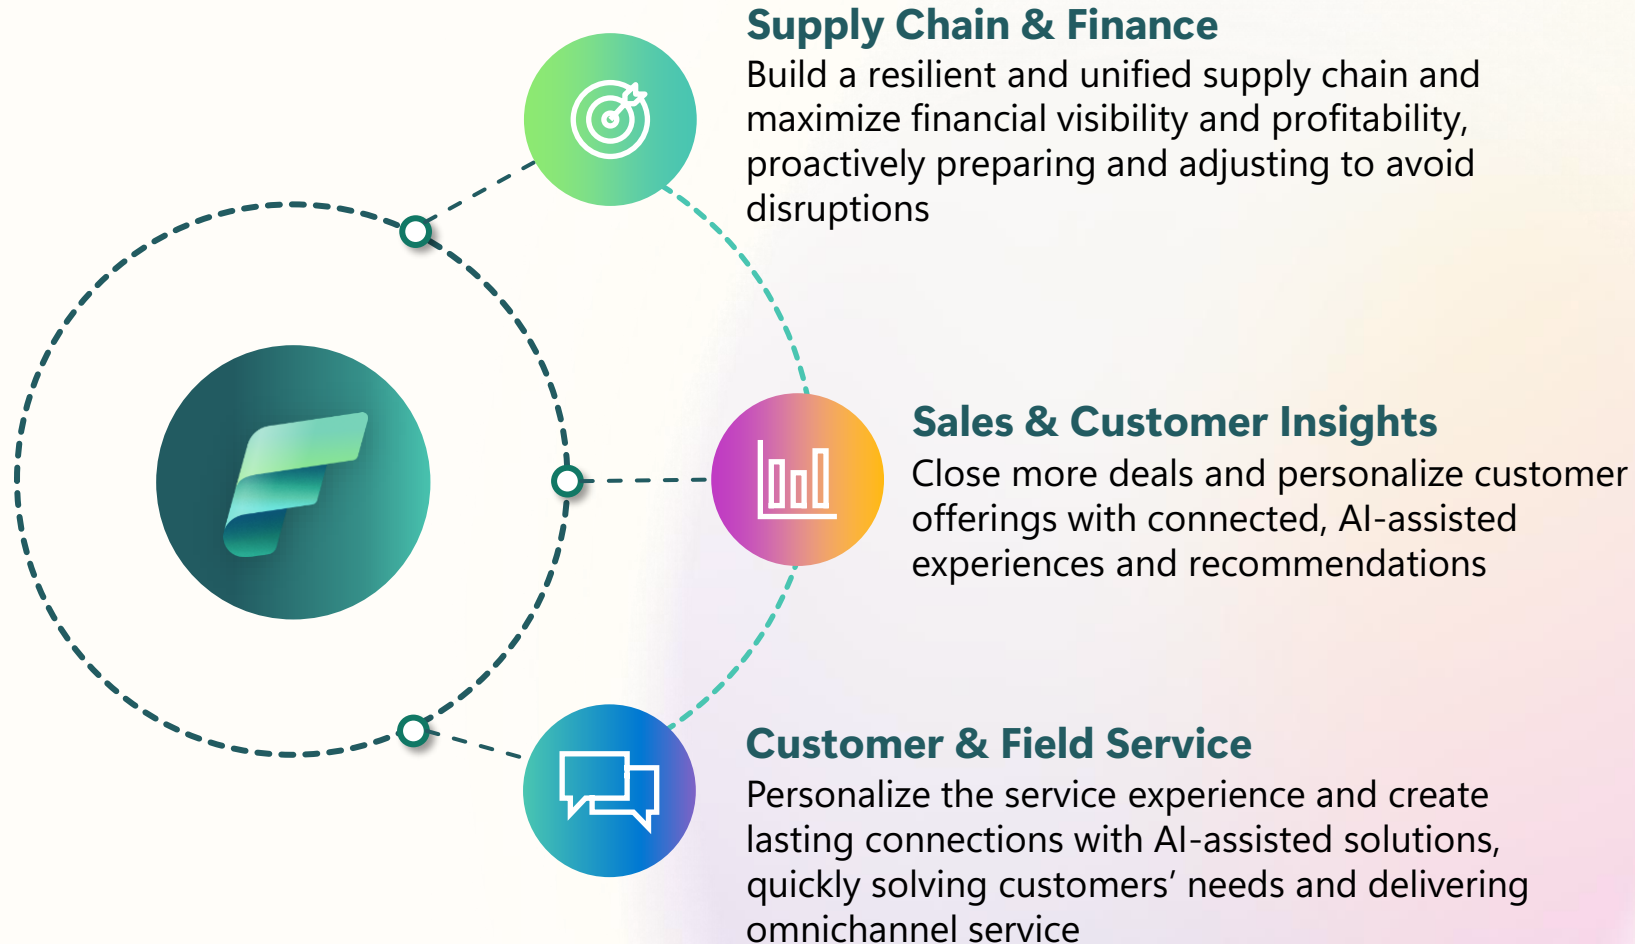 Supply Chain & Finance
Build a resilient and unified supply chain and
maximize financial visibility and profitability,
proactively preparing and adjusting to avoid
disruptions
Sales & Customer Insights
Close more deals and personalize customer
offerings with connected, AI-assisted
experiences and recommendations
Customer & Field Service
Personalize the service experience and create
lasting connections with AI-assisted solutions,
quickly solving customers’ needs and delivering
omnichannel service